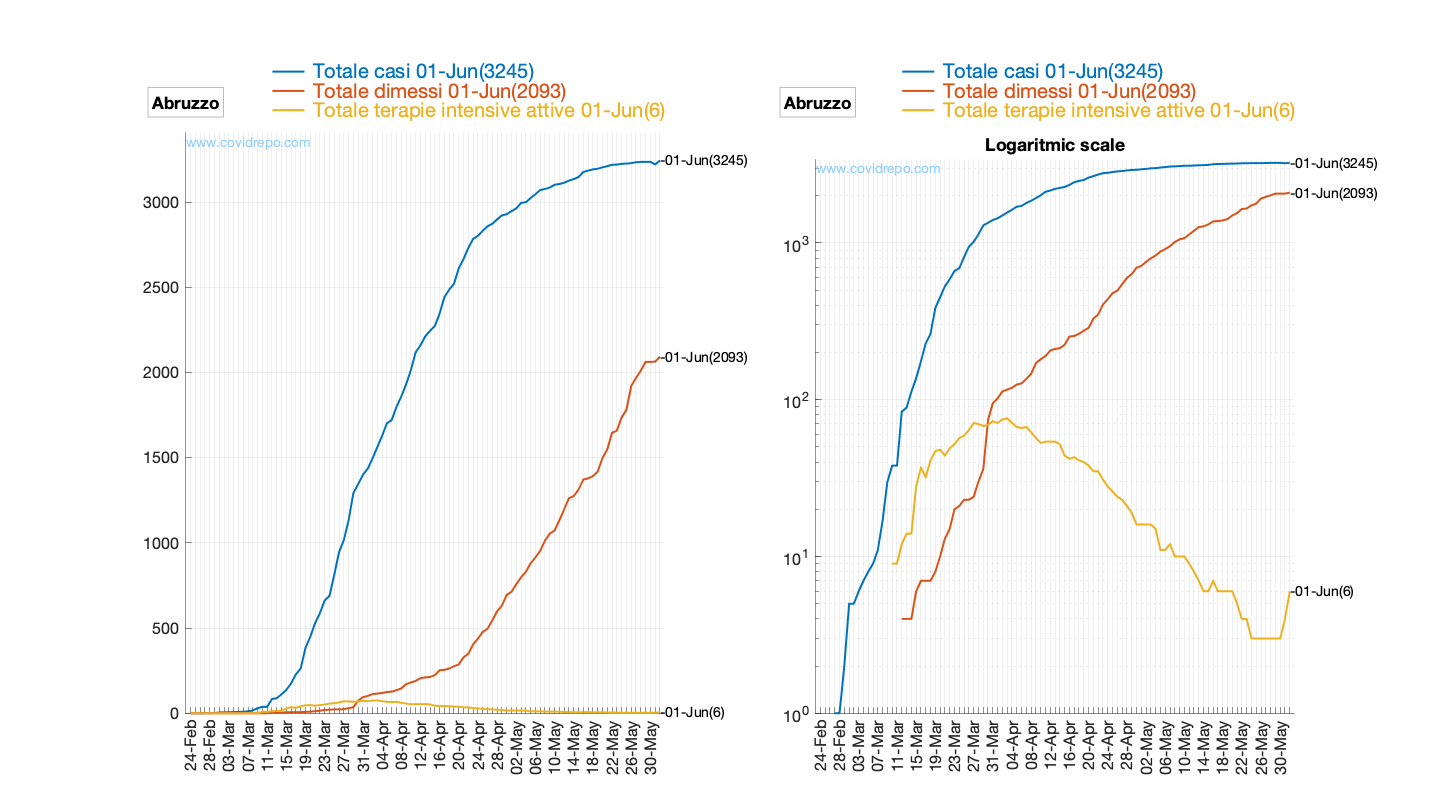 Totale casi 01-Jun(3245)
Totale dimessi 01-Jun(2093)
Totale terapie intensive attive 01-Jun(6)
Abruzzo
www.covidrepo.com
01-Jun(3245)
01-Jun(2093)
01-Jun(6)
3000
2500
2000
1500
1000
500
0
24-Feb
28-Feb
03-Mar
07-Mar
11-Mar
15-Mar
19-Mar
23-Mar
27-Mar
31-Mar
04-Apr
08-Apr
12-Apr
16-Apr
20-Apr
24-Apr
28-Apr
02-May
06-May
10-May
14-May
18-May
22-May
26-May
30-May
Totale casi 01-Jun(3245)
Totale dimessi 01-Jun(2093)
Totale terapie intensive attive 01-Jun(6)
Abruzzo
Logaritmic scale
www.covidrepo.com
01-Jun(3245)
01-Jun(2093)
01-Jun(6)
10^3
10^2
10^1
10^0
24-Feb
28-Feb
03-Mar
07-Mar
11-Mar
15-Mar
19-Mar
23-Mar
27-Mar
31-Mar
04-Apr
08-Apr
12-Apr
16-Apr
20-Apr
24-Apr
28-Apr
02-May
06-May
10-May
14-May
18-May
22-May
26-May
30-May